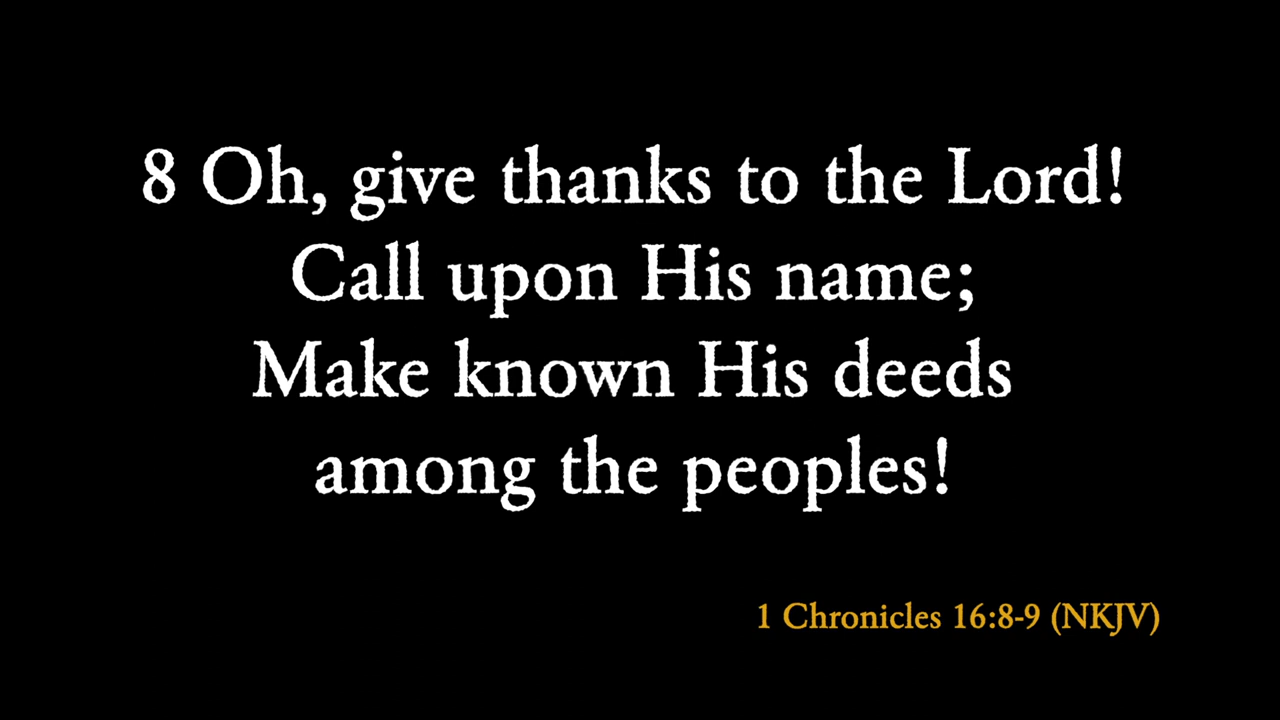 8 Oh, give thanks to the Lord!
Call upon His name;
Make known His deeds
among the peoples!
1 Chronicles 16:8-9 (NKJV)